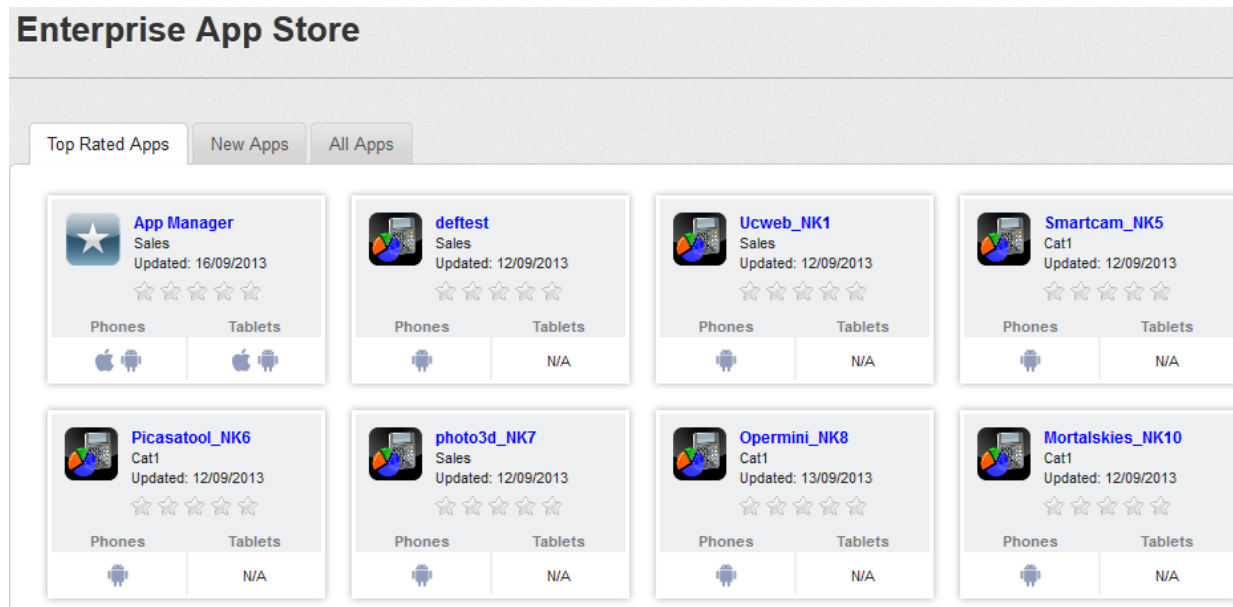 Enterprise App Store
Top Rated Apps New Apps All Apps
App Manager
Sales
Updated: 16/09/2013
Phones Tablets
deftest
Sales
Updated: 12/09/2013
Phones Tablets
N/A
Ucweb_NK1
Sales
Updated: 12/09/2013
Phones Tablets
N/A
Smartcam_NK5
Cat1
Updated: 12/09/2013
Phones Tablets
N/A
Picasatool_NK6
Cat1
Updated: 12/09/2013
Phones Tablets
N/A
photo3d_NK7
Sales
Updated: 12/09/2013
Phones Tablets
N/A
Opermini_NK8
Cat1
Updated: 13/09/2013
Phones Tablets
N/A
Mortalskies_NK10
Cat1
Updated: 12/09/2013
Phones Tablets
N/A